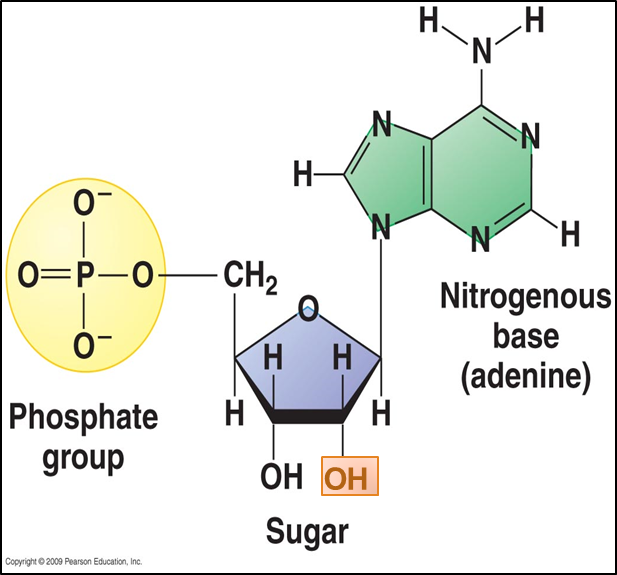 H H
N
N
N
H
N
N
H
O–
O=P–O
O–
CH2
O
H H
H H
OH OH
Phosphate
group
Sugar
Nitrogenous
base
(adenine)
Copyright © 2009 Pearson Education, Inc.